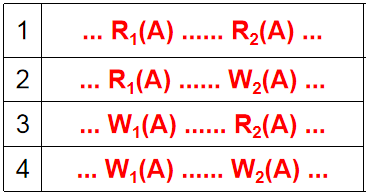 1 ... R₁(A) ...... R₂(A) ...
2 ... R₁(A) ...... W₂(A) ...
3 ... W₁(A) ...... R₂(A) ...
4 ... W₁(A) ...... W₂(A) ...